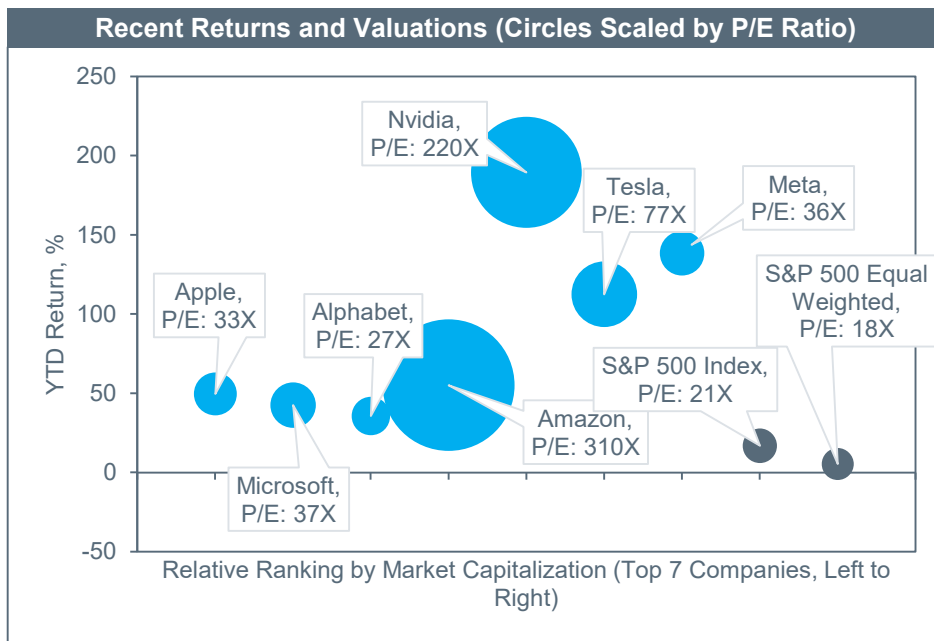 Recent Returns and Valuations (Circles Scaled by P/E Ratio)
YTD Return, %
250
200
150
100
50
0
-50
Nvidia,
P/E: 220X
Tesla,
P/E: 77X
Meta,
P/E: 36X
S&P 500 Equal
Weighted,
P/E: 18X
Apple,
P/E: 33X
Alphabet,
P/E: 27X
S&P 500 Index,
P/E: 21X
Amazon,
P/E: 310X
Microsoft,
P/E: 37X
Relative Ranking by Market Capitalization (Top 7 Companies, Left to
Right)